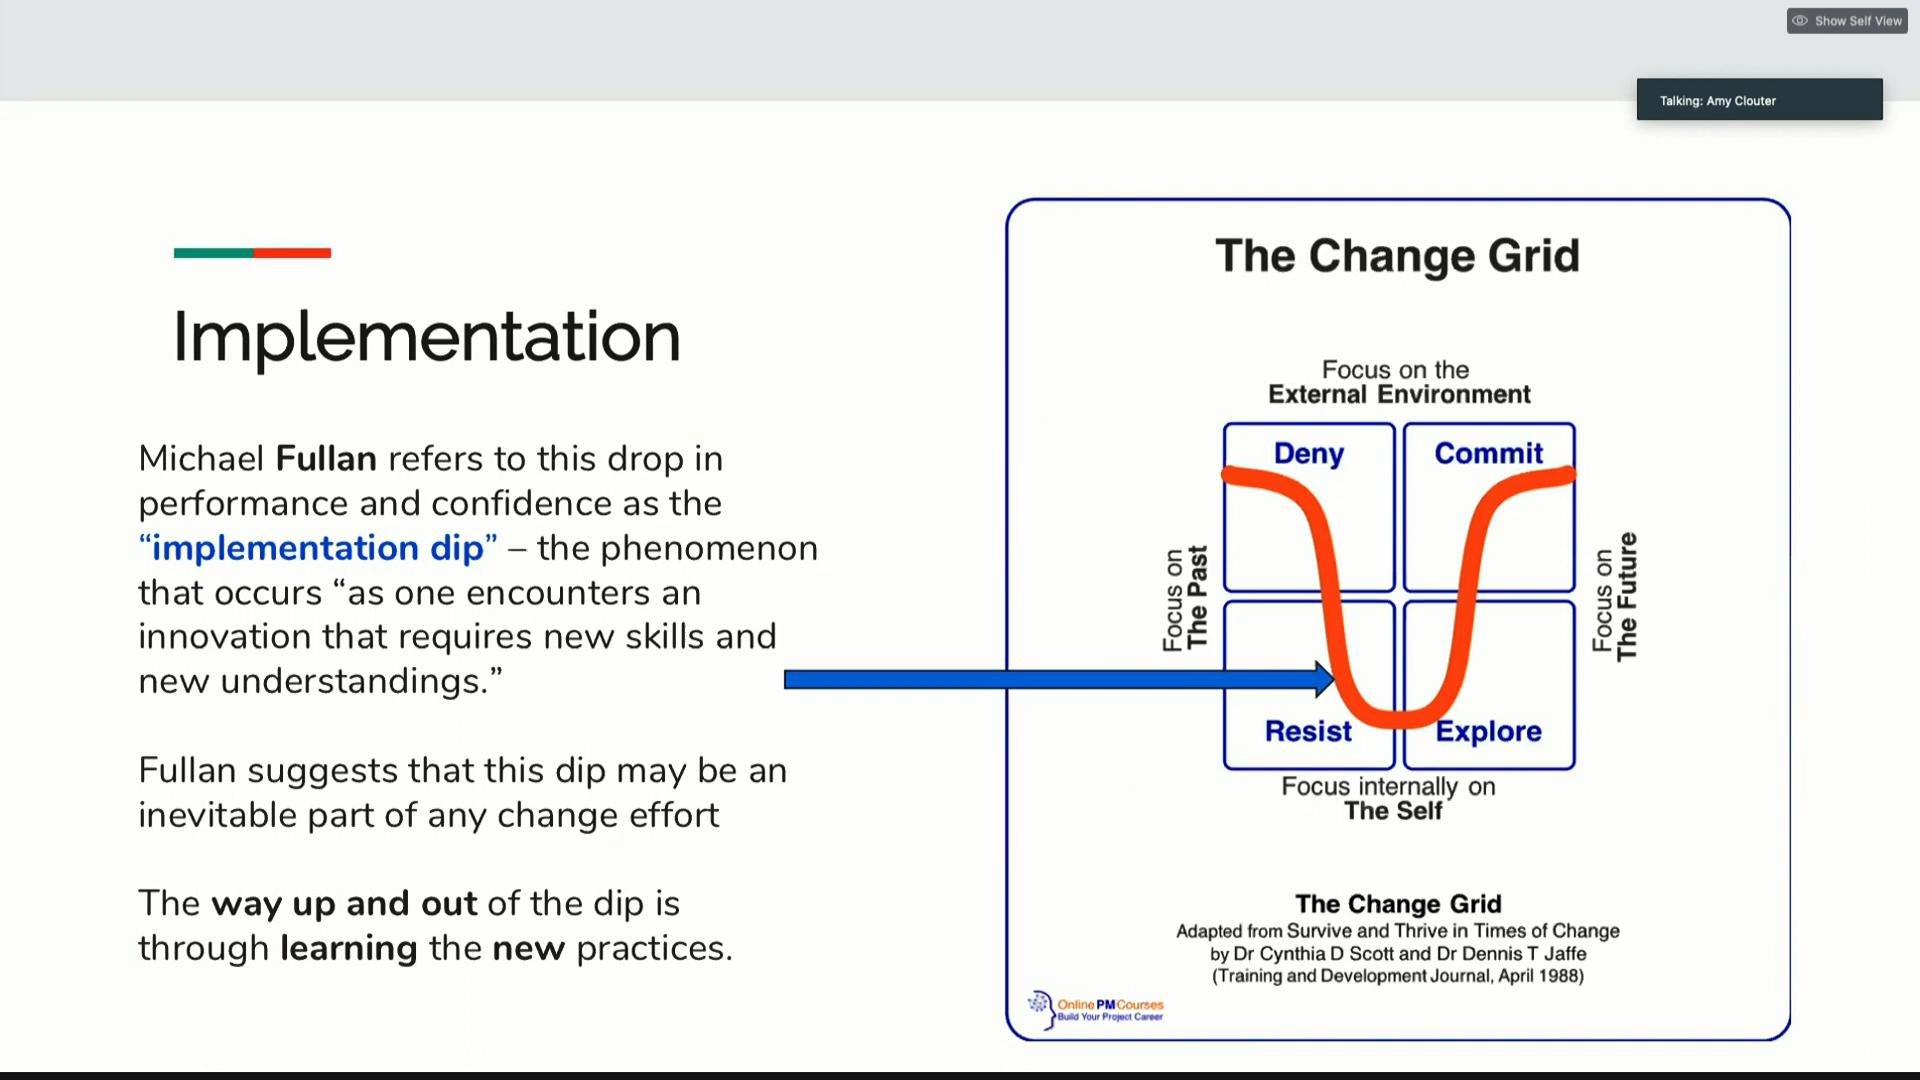 Show Self View
Talking: Amy Clouter
Implementation
Michael Fullan refers to this drop in
performance and confidence as the
“implementation dip” – the phenomenon
that occurs “as one encounters an
innovation that requires new skills and
new understandings.”
Fullan suggests that this dip may be an
inevitable part of any change effort
The way up and out of the dip is
through learning the new practices.
The Change Grid
Focus on the
External Environment
Deny
Commit
Focus on
The Past
Focus on
The Future
Resist
Explore
Focus internally on
The Self
The Change Grid
Adapted from Survive and Thrive in Times of Change
by Dr Cynthia D Scott and Dr Dennis T Jaffe
(Training and Development Journal, April 1988)
Online PM Courses
Build Your Project Career